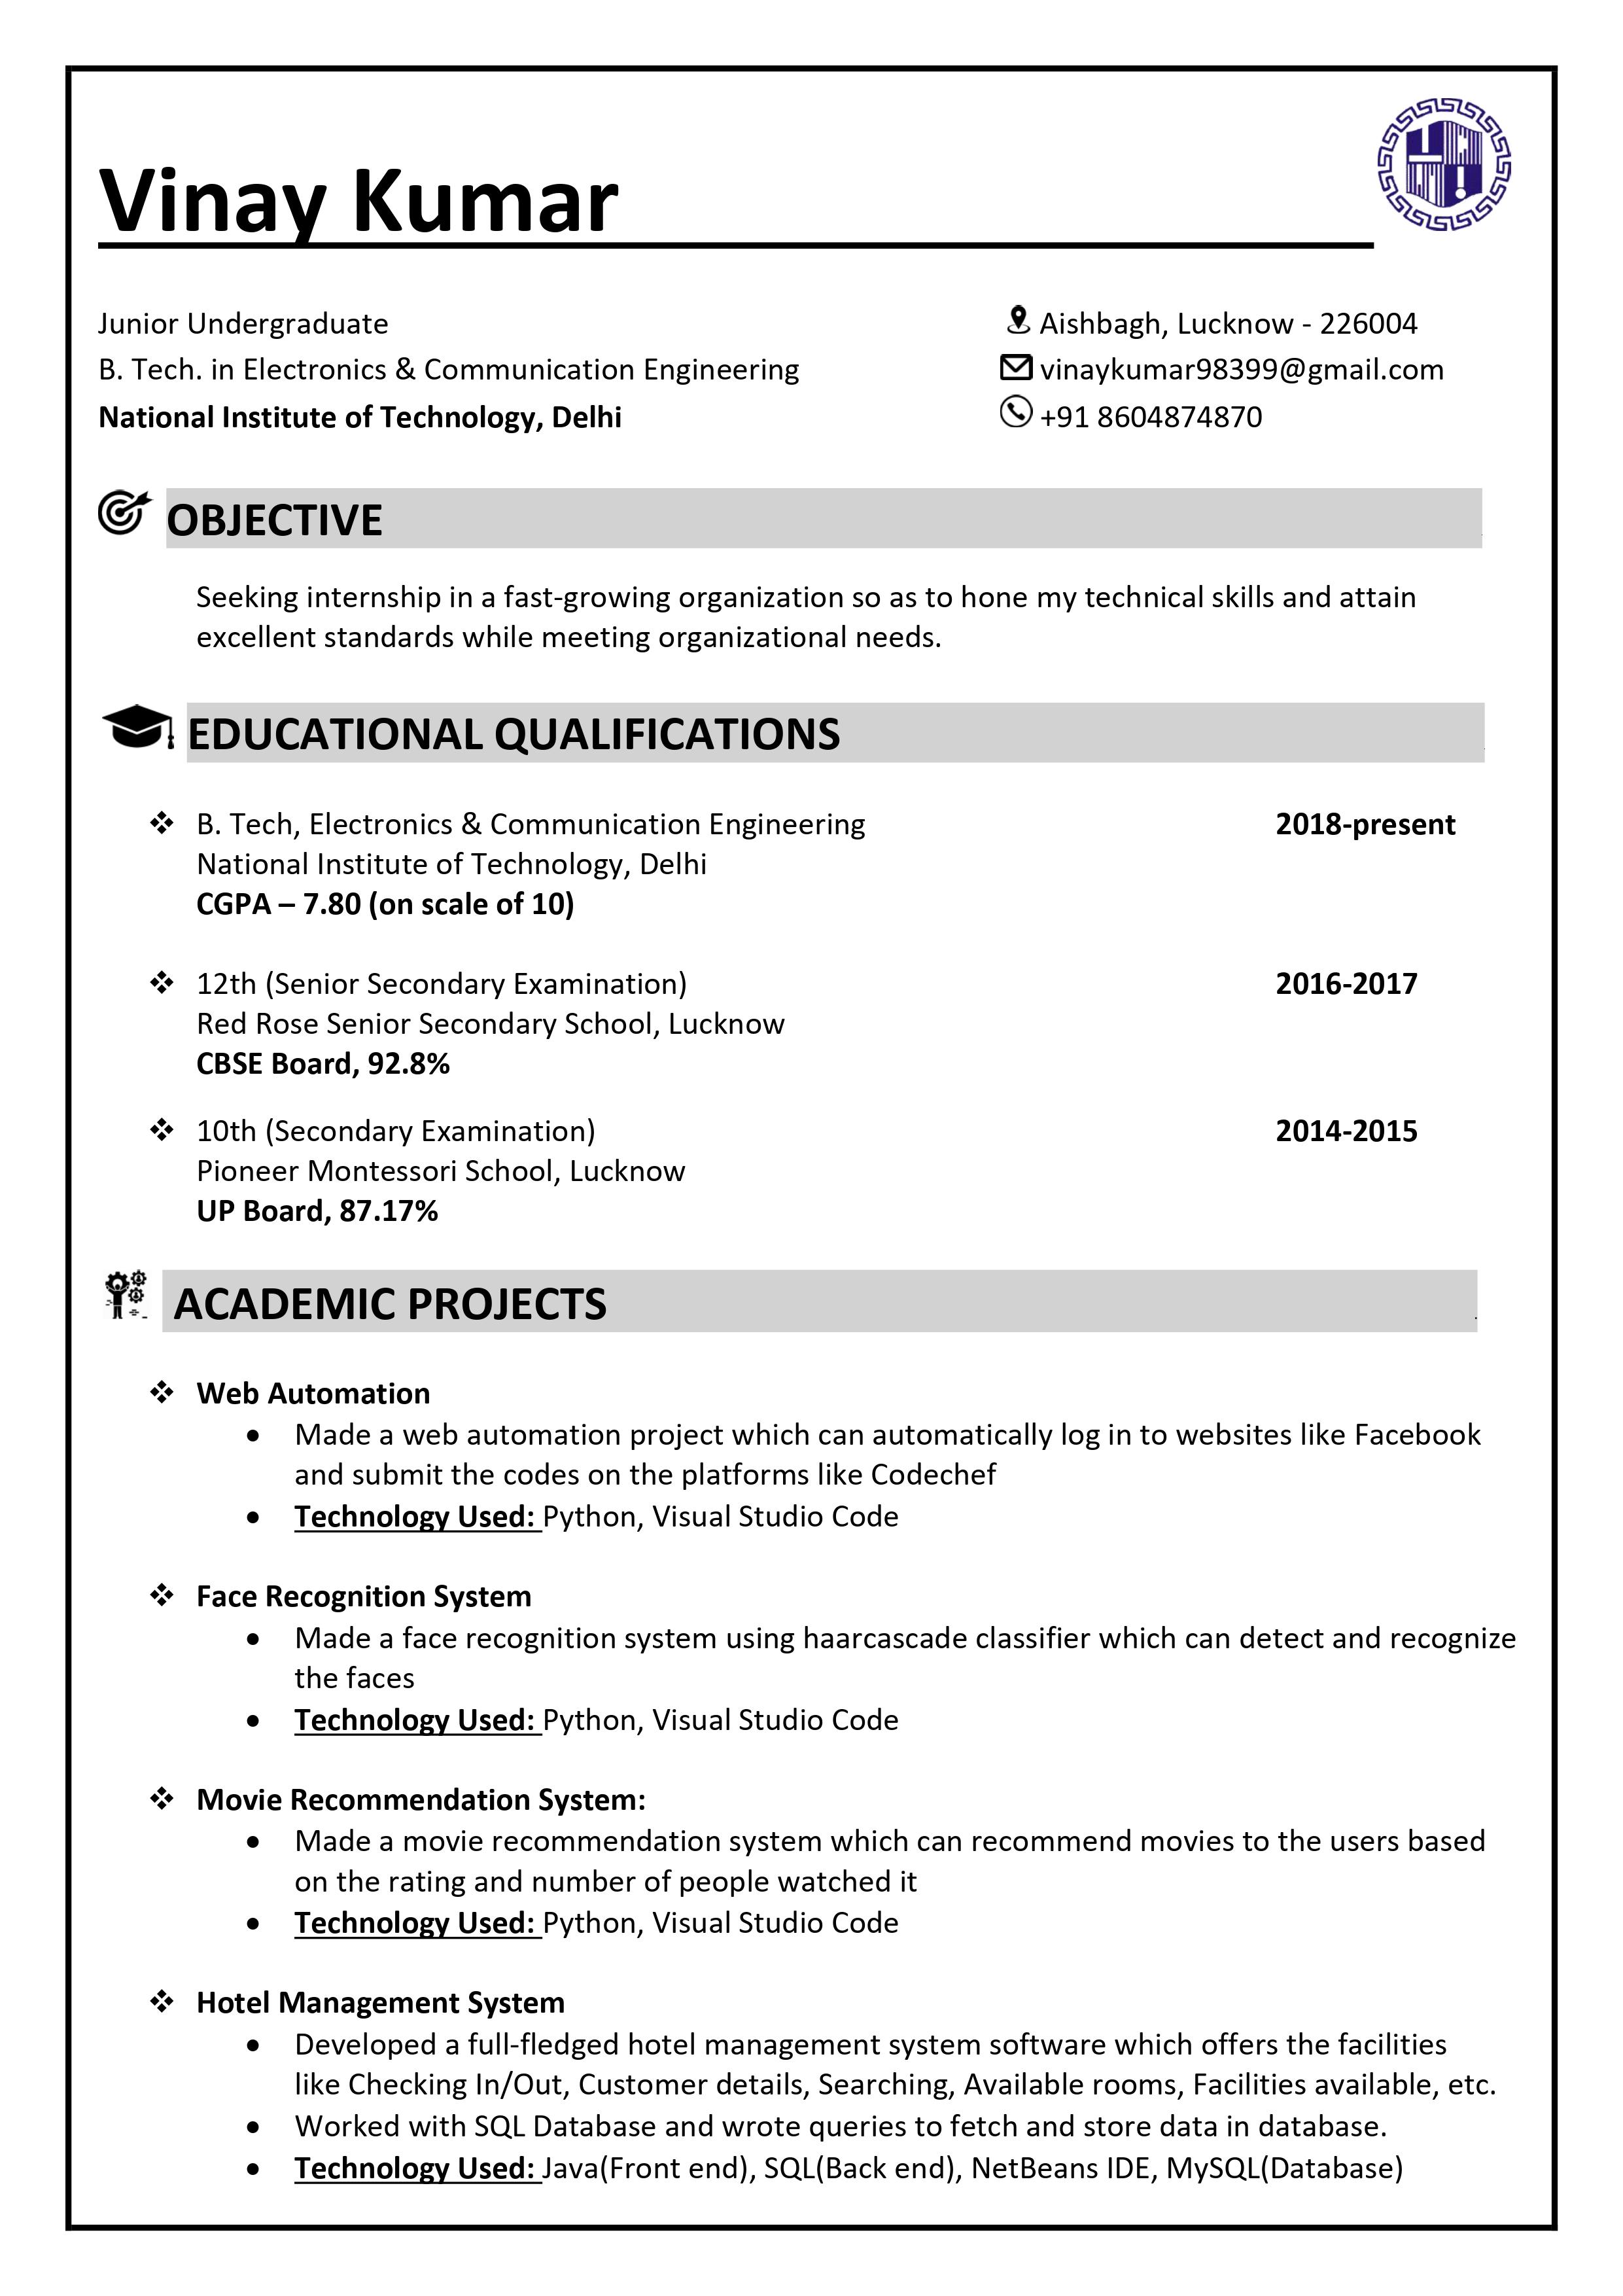 Vinay Kumar
Junior Undergraduate
Aishbagh, Lucknow - 226004
B. Tech. in Electronics & Communication Engineering
vinaykumar98399@gmail.com
National Institute of Technology, Delhi
+91 8604874870
OBJECTIVE
Seeking internship in a fast-growing organization so as to hone my technical skills and attain
excellent standards while meeting organizational needs.
EDUCATIONAL QUALIFICATIONS
❖ B. Tech, Electronics & Communication Engineering 2018-present
National Institute of Technology, Delhi
CGPA – 7.80 (on scale of 10)
❖ 12th (Senior Secondary Examination) 2016-2017
Red Rose Senior Secondary School, Lucknow
CBSE Board, 92.8%
❖ 10th (Secondary Examination) 2014-2015
Pioneer Montessori School, Lucknow
UP Board, 87.17%
ACADEMIC PROJECTS
❖ Web Automation
• Made a web automation project which can automatically log in to websites like Facebook
and submit the codes on the platforms like Codechef
• Technology Used: Python, Visual Studio Code
❖ Face Recognition System
• Made a face recognition system using haarcascade classifier which can detect and recognize
the faces
• Technology Used: Python, Visual Studio Code
❖ Movie Recommendation System:
• Made a movie recommendation system which can recommend movies to the users based
on the rating and number of people watched it
• Technology Used: Python, Visual Studio Code
❖ Hotel Management System
• Developed a full-fledged hotel management system software which offers the facilities
like Checking In/Out, Customer details, Searching, Available rooms, Facilities available, etc.
• Worked with SQL Database and wrote queries to fetch and store data in database.
• Technology Used: Java(Front end), SQL(Back end), NetBeans IDE, MySQL(Database)